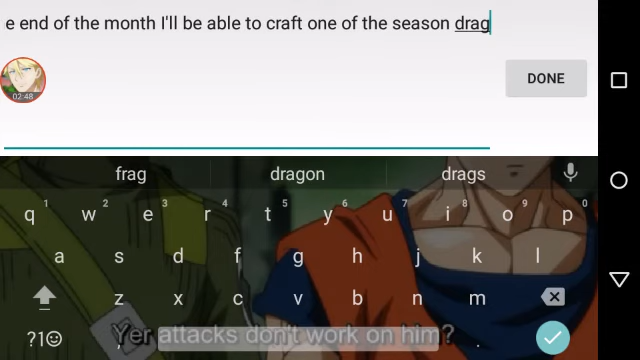 e end of the month I'll be able to craft one of the season drag
02:48
DONE
frag dragon drags
1 2 3 4 5 6 7 8 9 0
q w e r t y u i o p
a s d f g h j k l
z x c v b n m
?1☺ , .
Yer attacks don't work on him?